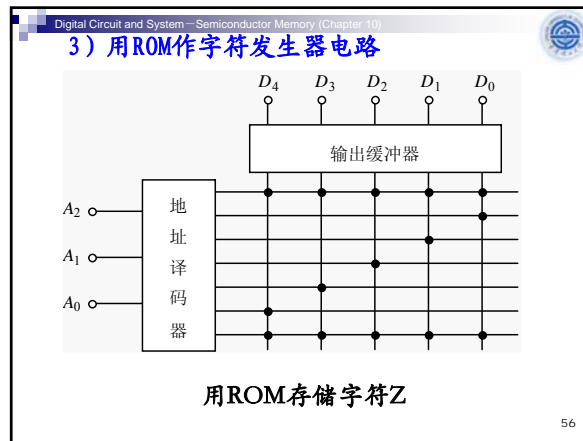 Digital Circuit and System－Semiconductor Memory (Chapter 10)
3）用ROM作字符发生器电路
D4 D3 D2 D1 D0
输出缓冲器
A2
A1
A0
地
址
译
码
器
用ROM存储字符Z
56